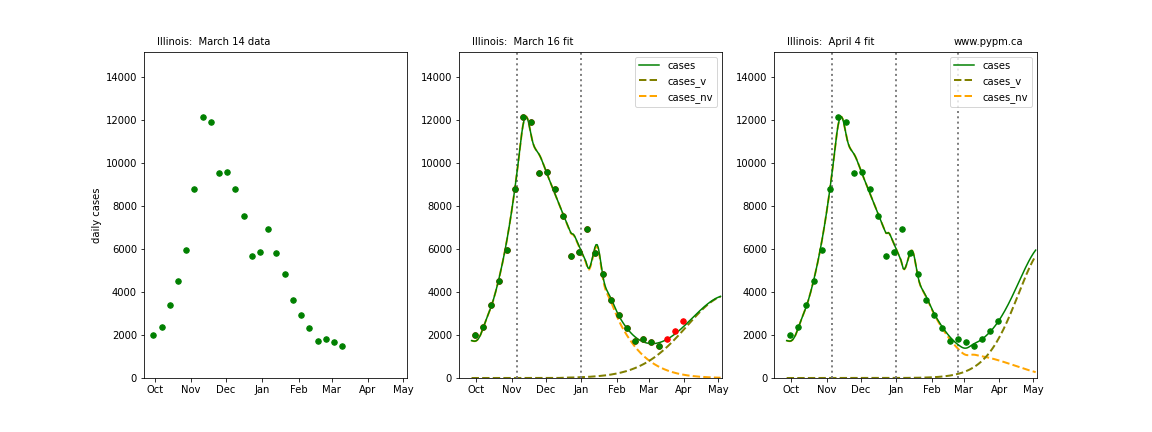 Illinois:  March 14 data
daily cases
14000
12000
10000
8000
6000
4000
2000
0
Oct Nov Dec Jan Feb Mar Apr May
Illinois:  March 16 fit
cases
cases_v
cases_nv
14000
12000
10000
8000
6000
4000
2000
0
Oct Nov Dec Jan Feb Mar Apr May
Illinois:  April 4 fit
www.pypm.ca
cases
cases_v
cases_nv
14000
12000
10000
8000
6000
4000
2000
0
Oct Nov Dec Jan Feb Mar Apr May